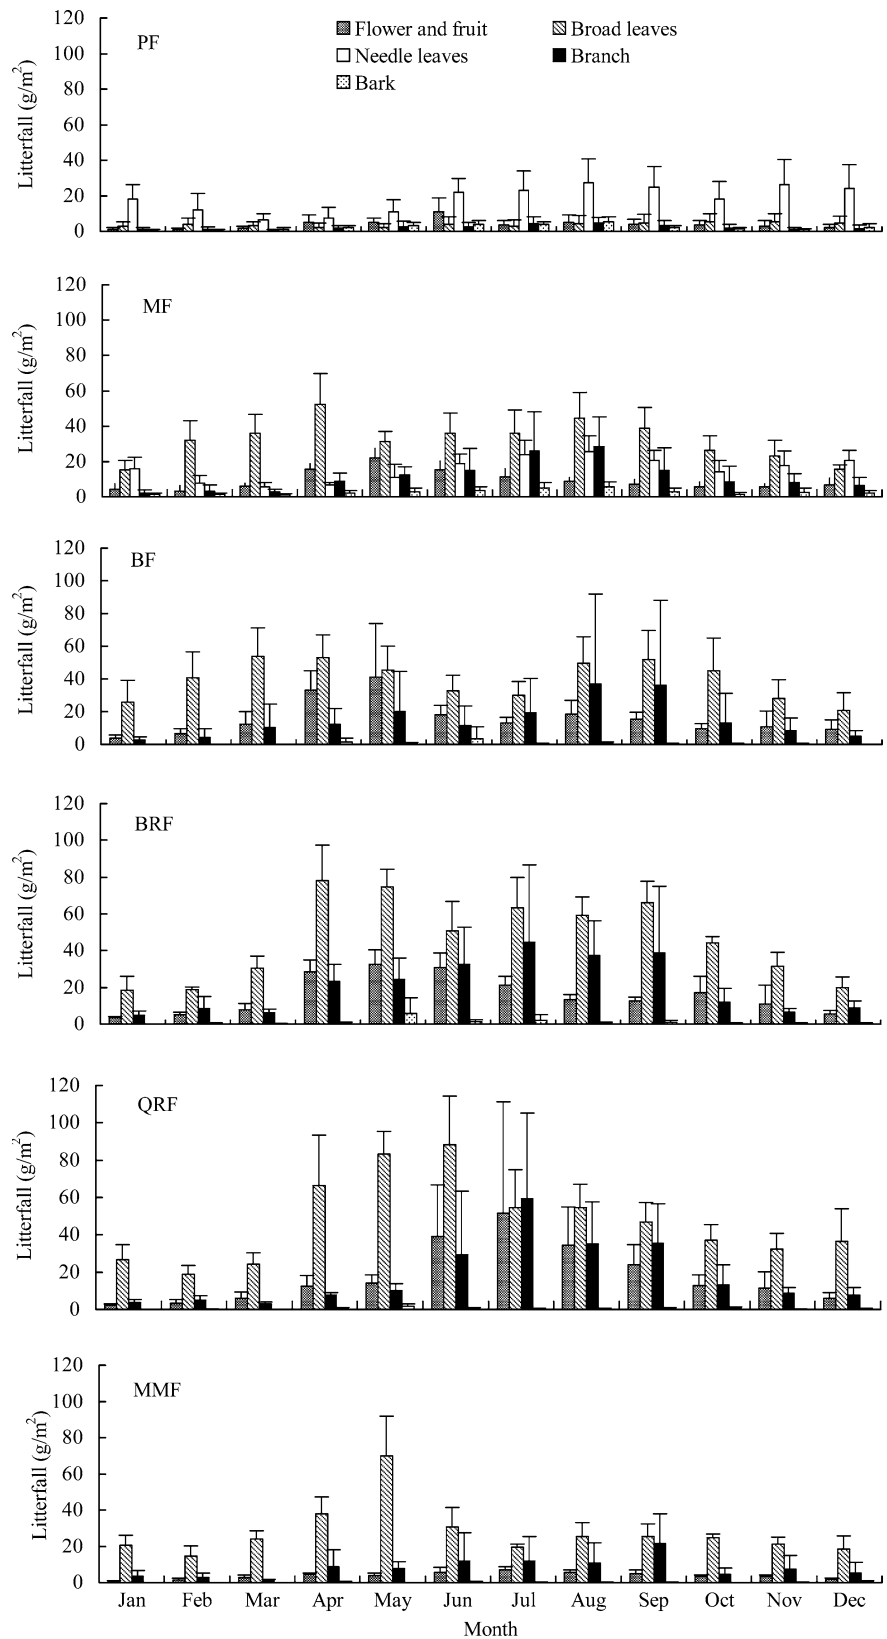 PF
Flower and fruit
Broad leaves
Needle leaves
Branch
Bark
Litterfall (g/m²)
120
100
80
60
40
20
0
MF
Litterfall (g/m²)
120
100
80
60
40
20
0
BF
Litterfall (g/m²)
120
100
80
60
40
20
0
BRF
Litterfall (g/m²)
120
100
80
60
40
20
0
QRF
Litterfall (g/m²)
120
100
80
60
40
20
0
MMF
Litterfall (g/m²)
120
100
80
60
40
20
0
Jan Feb Mar Apr May Jun Jul Aug Sep Oct Nov Dec
Month